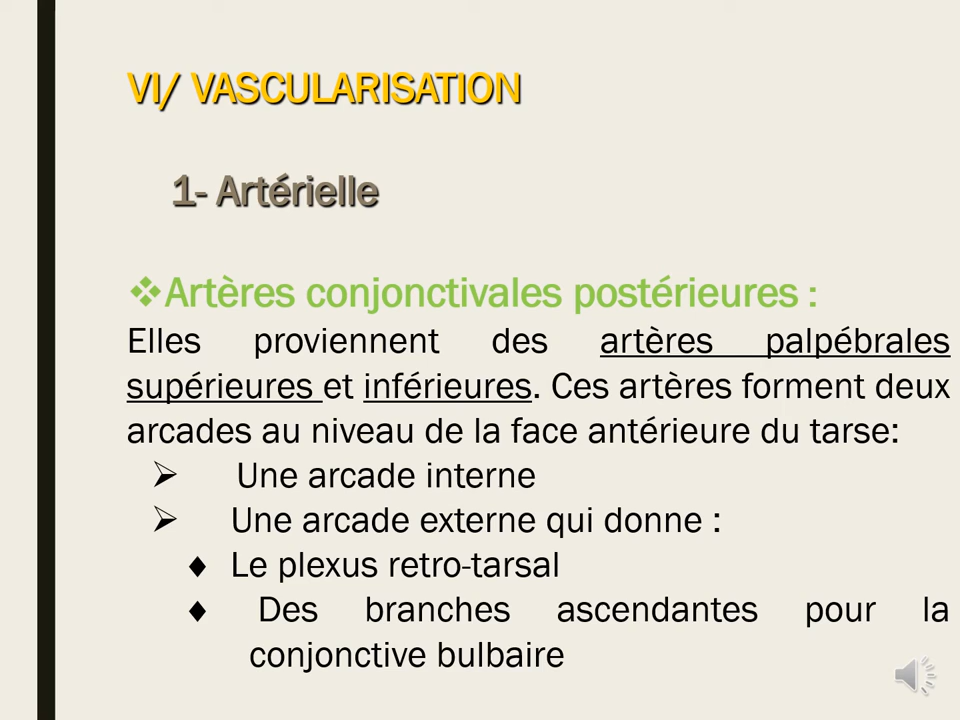 VI/ VASCULARISATION
1- Artérielle
❖Artères conjonctivales postérieures :
Elles proviennent des artères palpébrales
supérieures et inférieures. Ces artères forment deux
arcades au niveau de la face antérieure du tarse:
➢ Une arcade interne
➢ Une arcade externe qui donne :
♦ Le plexus retro-tarsal
♦ Des branches ascendantes pour la
conjonctive bulbaire